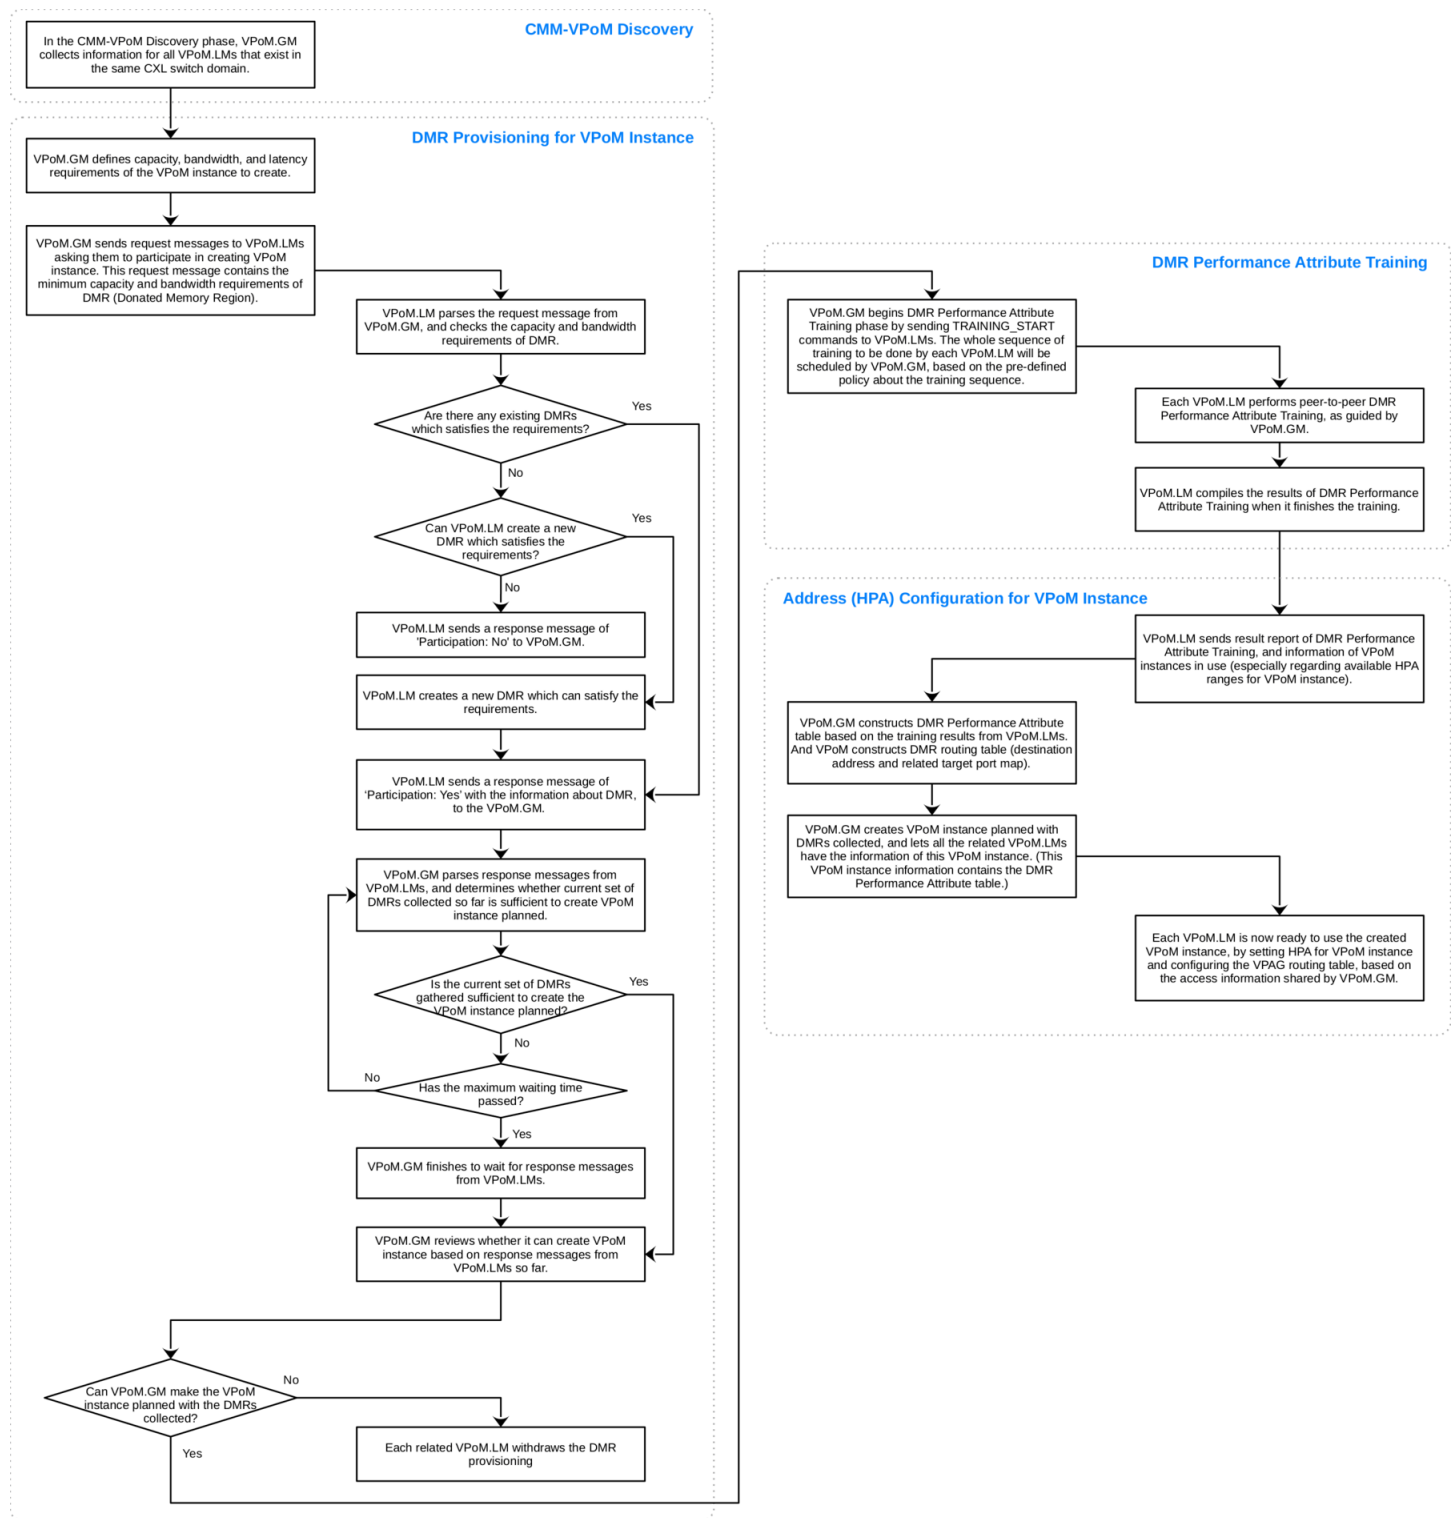 CMM-VPoM Discovery
In the CMM-VPoM Discovery phase, VPoM.GM
collects information for all VPoM.LMs that exist in
the same CXL switch domain.
DMR Provisioning for VPoM Instance
VPoM.GM defines capacity, bandwidth, and latency
requirements of the VPoM instance to create.
VPoM.GM sends request messages to VPoM.LMs
asking them to participate in creating VPoM
instance. This request message contains the
minimum capacity and bandwidth requirements of
DMR (Donated Memory Region).
VPoM.LM parses the request message from
VPoM.GM, and checks the capacity and bandwidth
requirements of DMR.
Are there any existing DMRs
which satisfies the requirements?
Yes
No
Can VPoM.LM create a new
DMR which satisfies the
requirements?
Yes
No
VPoM.LM sends a response message of
'Participation: No' to VPoM.GM.
VPoM.LM creates a new DMR which can satisfy the
requirements.
VPoM.LM sends a response message of
‘Participation: Yes’ with the information about DMR,
to the VPoM.GM.
VPoM.GM parses response messages from
VPoM.LMs, and determines whether current set of
DMRs collected so far is sufficient to create VPoM
instance planned.
Is the current set of DMRs
gathered sufficient to create the
VPoM instance planned?
Yes
No
Has the maximum waiting time
passed?
No
Yes
VPoM.GM finishes to wait for response messages
from VPoM.LMs.
VPoM.GM reviews whether it can create VPoM
instance based on response messages from
VPoM.LMs so far.
Can VPoM.GM make the VPoM
instance planned with the DMRs
collected?
No
Yes
Each related VPoM.LM withdraws the DMR
provisioning
DMR Performance Attribute Training
VPoM.GM begins DMR Performance Attribute
Training phase by sending TRAINING_START
commands to VPoM.LMs. The whole sequence of
training to be done by each VPoM.LM will be
scheduled by VPoM.GM, based on the pre-defined
policy about the training sequence.
Each VPoM.LM performs peer-to-peer DMR
Performance Attribute Training, as guided by
VPoM.GM.
VPoM.LM compiles the results of DMR Performance
Attribute Training when it finishes the training.
Address (HPA) Configuration for VPoM Instance
VPoM.LM sends result report of DMR Performance
Attribute Training, and information of VPoM
instances in use (especially regarding available HPA
ranges for VPoM instance).
VPoM.GM constructs DMR Performance Attribute
table based on the training results from VPoM.LMs.
And VPoM constructs DMR routing table (destination
address and related target port map).
VPoM.GM creates VPoM instance planned with
DMRs collected, and lets all the related VPoM.LMs
have the information of this VPoM instance. (This
VPoM instance information contains the DMR
Performance Attribute table.)
Each VPoM.LM is now ready to use the created
VPoM instance, by setting HPA for VPoM instance
and configuring the VPAG routing table, based on
the access information shared by VPoM.GM.